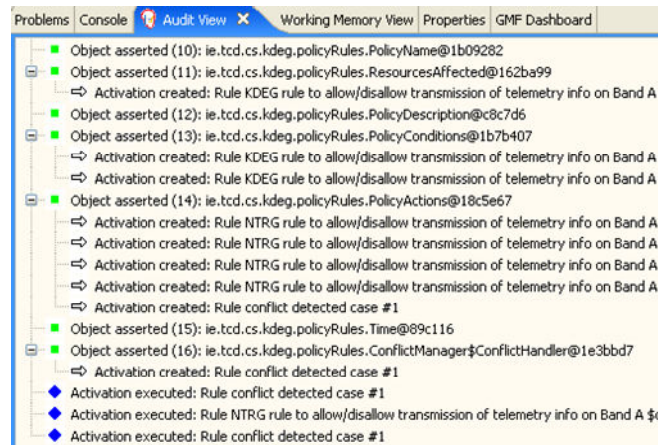 Problems Console Audit View Working Memory View Properties GMF Dashboard
Object asserted (10): ie.tcd.cs.kdeg.policyRules.PolicyName@1b09282
Object asserted (11): ie.tcd.cs.kdeg.policyRules.ResourcesAffected@162ba99
Activation created: Rule KDEG rule to allow/disallow transmission of telemetry info on Band A
Object asserted (12): ie.tcd.cs.kdeg.policyRules.PolicyDescription@c8c7d6
Object asserted (13): ie.tcd.cs.kdeg.policyRules.PolicyConditions@1b7b407
Activation created: Rule KDEG rule to allow/disallow transmission of telemetry info on Band A
Activation created: Rule KDEG rule to allow/disallow transmission of telemetry info on Band A
Object asserted (14): ie.tcd.cs.kdeg.policyRules.PolicyActions@18c5e67
Activation created: Rule NTRG rule to allow/disallow transmission of telemetry info on Band A
Activation created: Rule NTRG rule to allow/disallow transmission of telemetry info on Band A
Activation created: Rule NTRG rule to allow/disallow transmission of telemetry info on Band A
Activation created: Rule NTRG rule to allow/disallow transmission of telemetry info on Band A
Activation created: Rule conflict detected case #1
Object asserted (15): ie.tcd.cs.kdeg.policyRules.Time@89c116
Object asserted (16): ie.tcd.cs.kdeg.policyRules.ConflictManager$ConflictHandler@1e3bbd7
Activation created: Rule conflict detected case #1
Activation executed: Rule conflict detected case #1
Activation executed: Rule NTRG rule to allow/disallow transmission of telemetry info on Band A
Activation executed: Rule conflict detected case #1